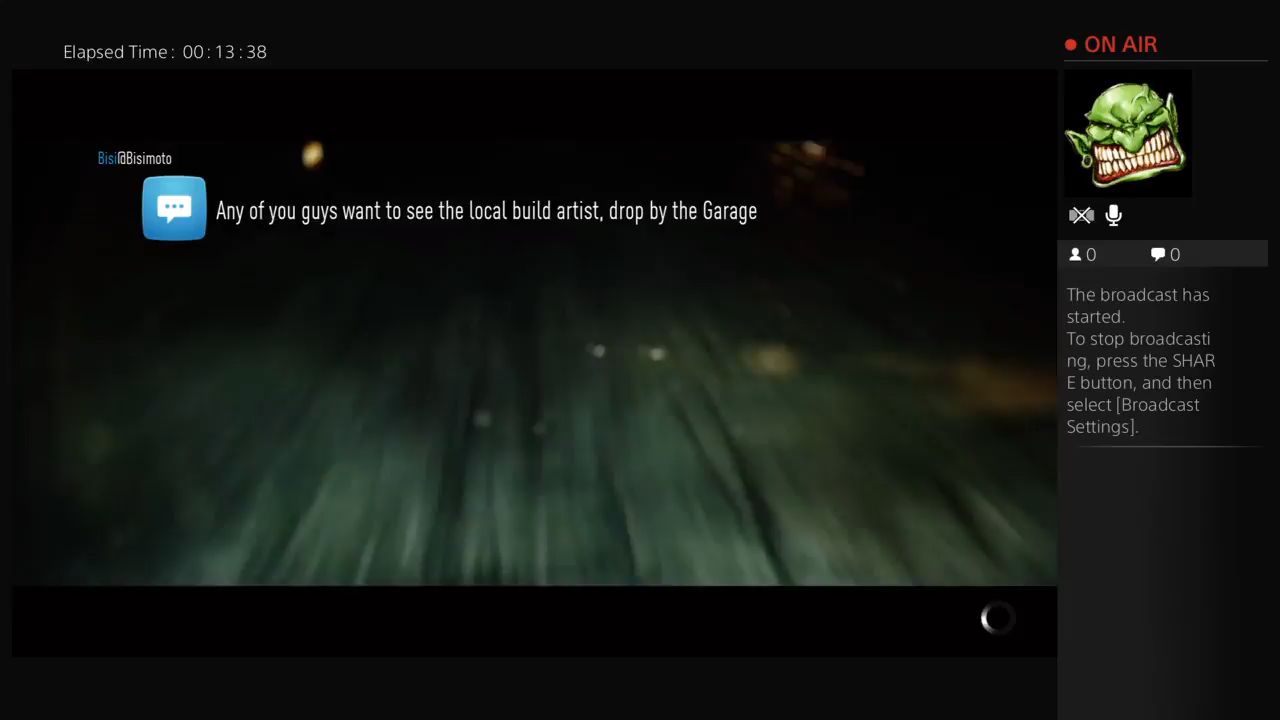 Elapsed Time: 00:13:38
ON AIR
Bisi@Bisimoto
Any of you guys want to see the local build artist, drop by the Garage
0 0
The broadcast has
started.
To stop broadcasti
ng, press the SHAR
E button, and then
select [Broadcast
Settings].